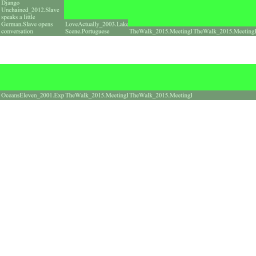 Django
Unchained_2012.Slave
speaks a little
German.Slave opens
conversation
LoveActually_2003.Lake
Scene.Portuguese
TheWalk_2015.MeetingI
TheWalk_2015.MeetingI
OceansEleven_2001.Exp
TheWalk_2015.MeetingI
TheWalk_2015.MeetingI